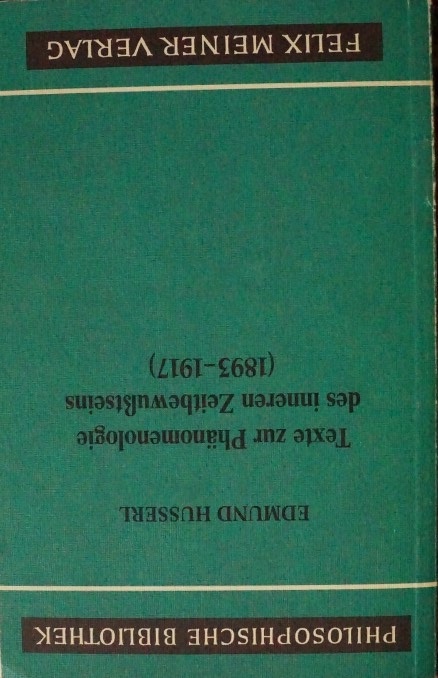 PHILOSOPHISCHE BIBLIOTHEK
EDMUND HUSSERL
Texte zur Phänomenologie
des inneren Zeitbewußtseins
(1893–1917)
FELIX MEINER VERLAG